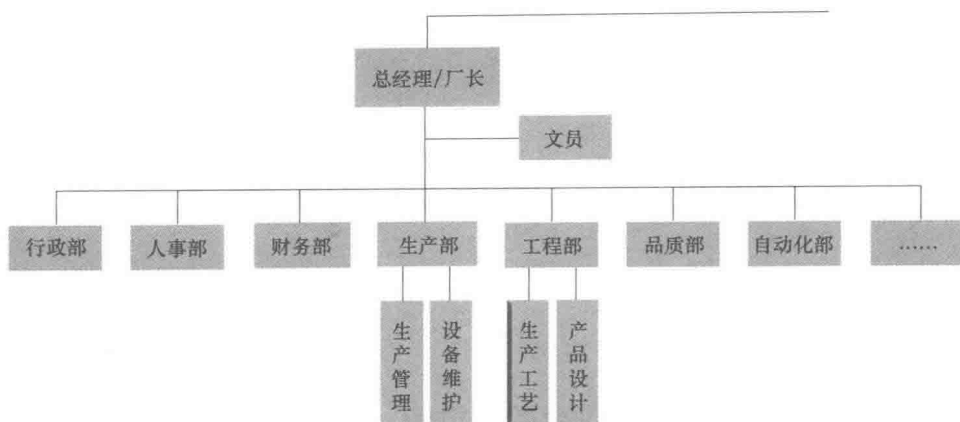 总经理/厂长
文员
行政部
人事部
财务部
生产部
工程部
品质部
自动化部
……
生产管理
设备维护
生产工艺
产品设计